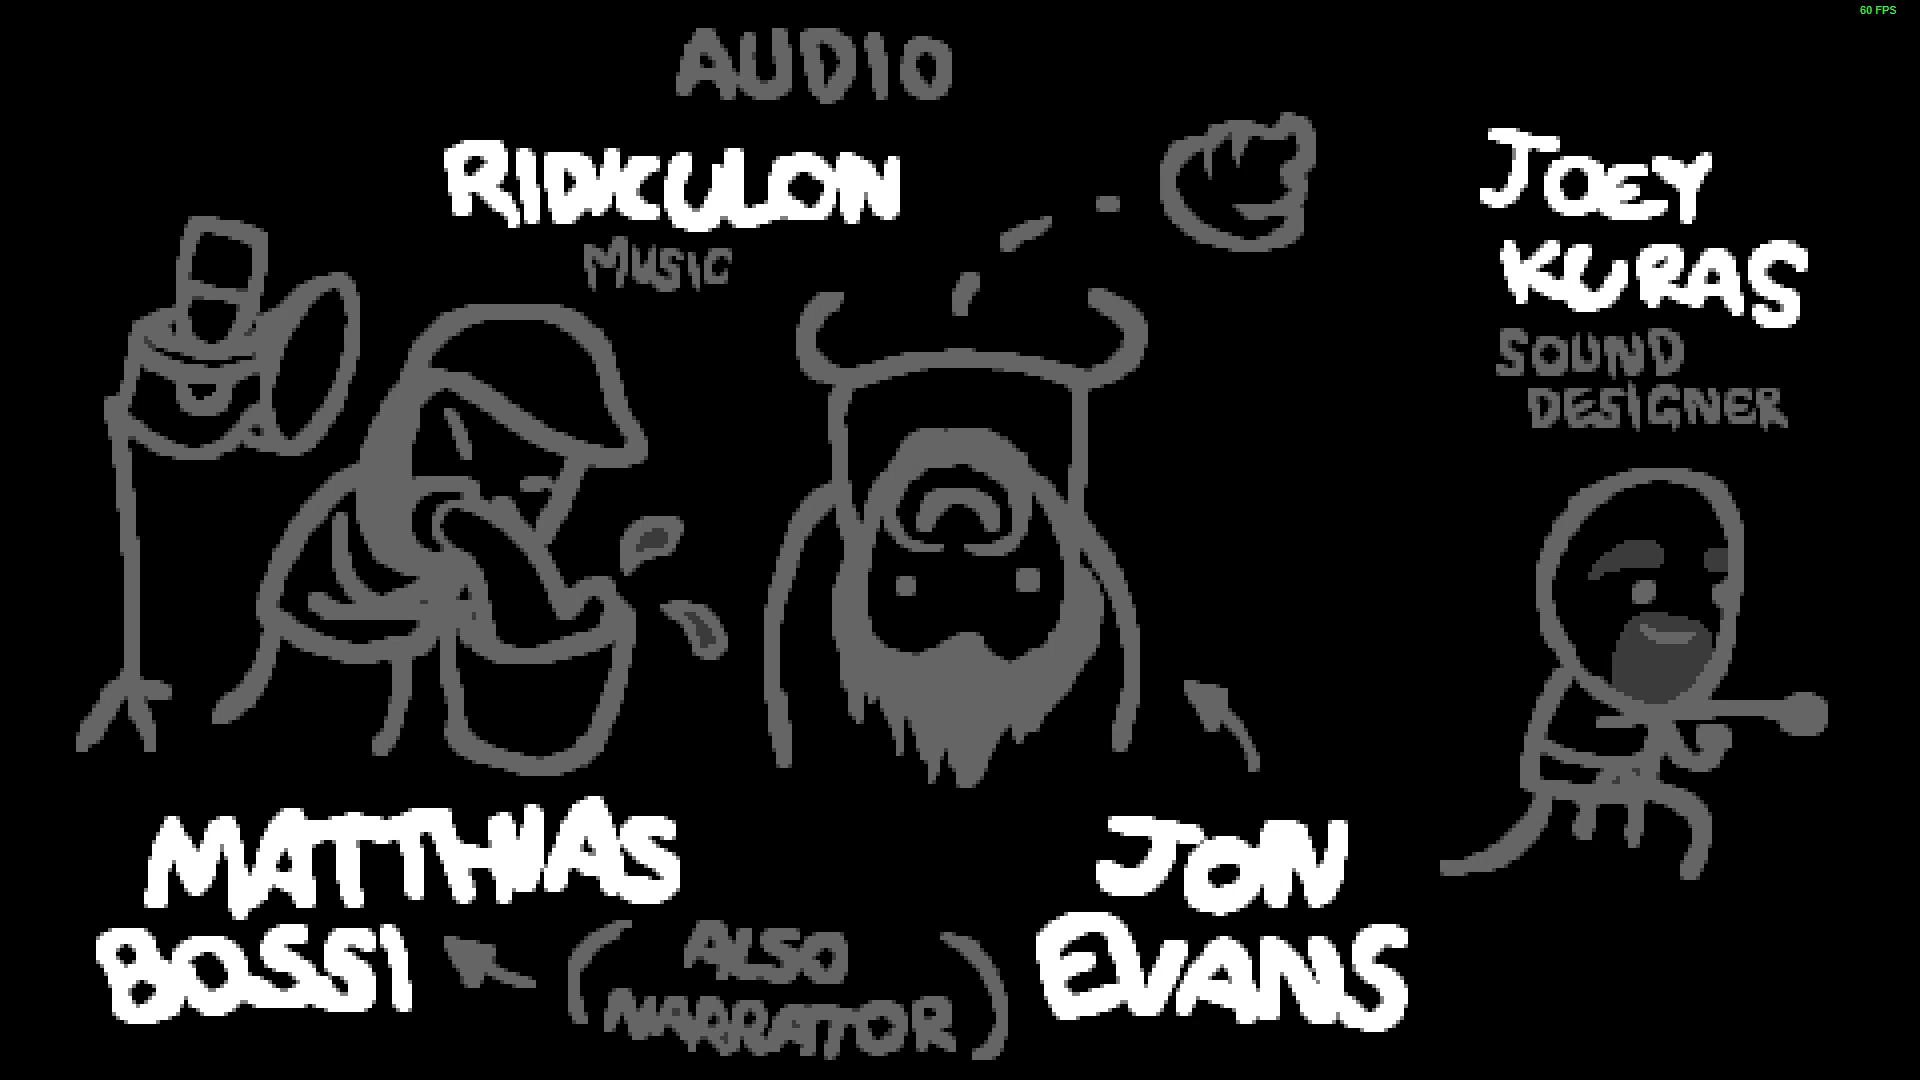 60 FPS
AUDIO
RIDICULON
MUSIC
JOEY
KURAS
SOUND
DESIGNER
MATTHIAS
BOSSI
(ALSO
NARRATOR)
JON
EVANS